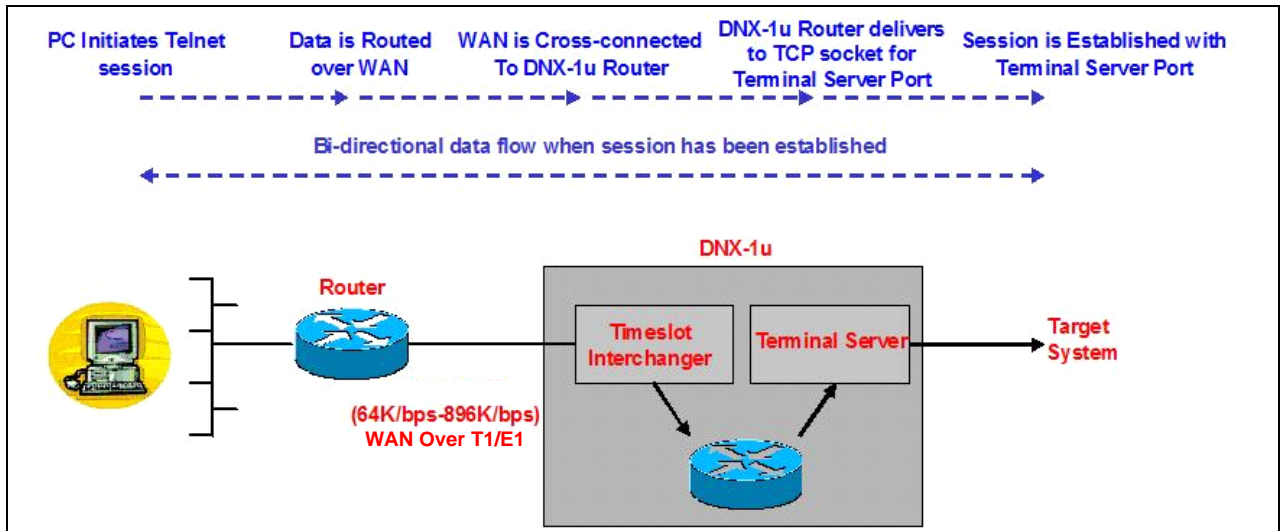 PC Initiates Telnet
session
Data is Routed
over WAN
WAN is Cross-connected
To DNX-1u Router
DNX-1u Router delivers
to TCP socket for
Terminal Server Port
Session is Established with
Terminal Server Port
Bi-directional data flow when session has been established
DNX-1u
Router
Timeslot
Interchanger
Terminal Server
Target
System
(64K/bps-896K/bps)
WAN Over T1/E1